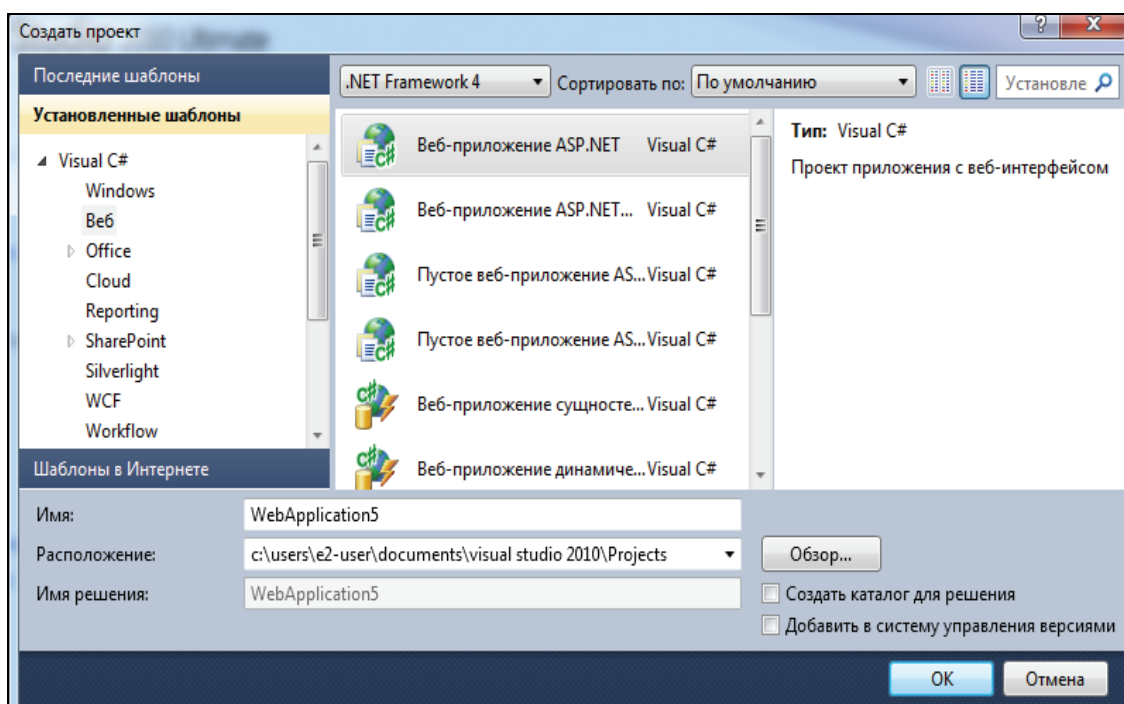 Создать проект
Последние шаблоны
Установленные шаблоны
Visual C#
Windows
Веб
Office
Cloud
Reporting
SharePoint
Silverlight
WCF
Workflow
Шаблоны в Интернете
.NET Framework 4
Сортировать по:
По умолчанию
Установле
Веб-приложение ASP.NET Visual C#
Веб-приложение ASP.NET... Visual C#
Пустое веб-приложение AS... Visual C#
Пустое веб-приложение AS... Visual C#
Веб-приложение сущносте... Visual C#
Веб-приложение динамиче... Visual C#
Тип: Visual C#
Проект приложения с веб-интерфейсом
Имя: WebApplication5
Расположение: c:\users\e2-user\documents\visual studio 2010\Projects
Обзор...
Имя решения: WebApplication5
Создать каталог для решения
Добавить в систему управления версиями
OK
Отмена